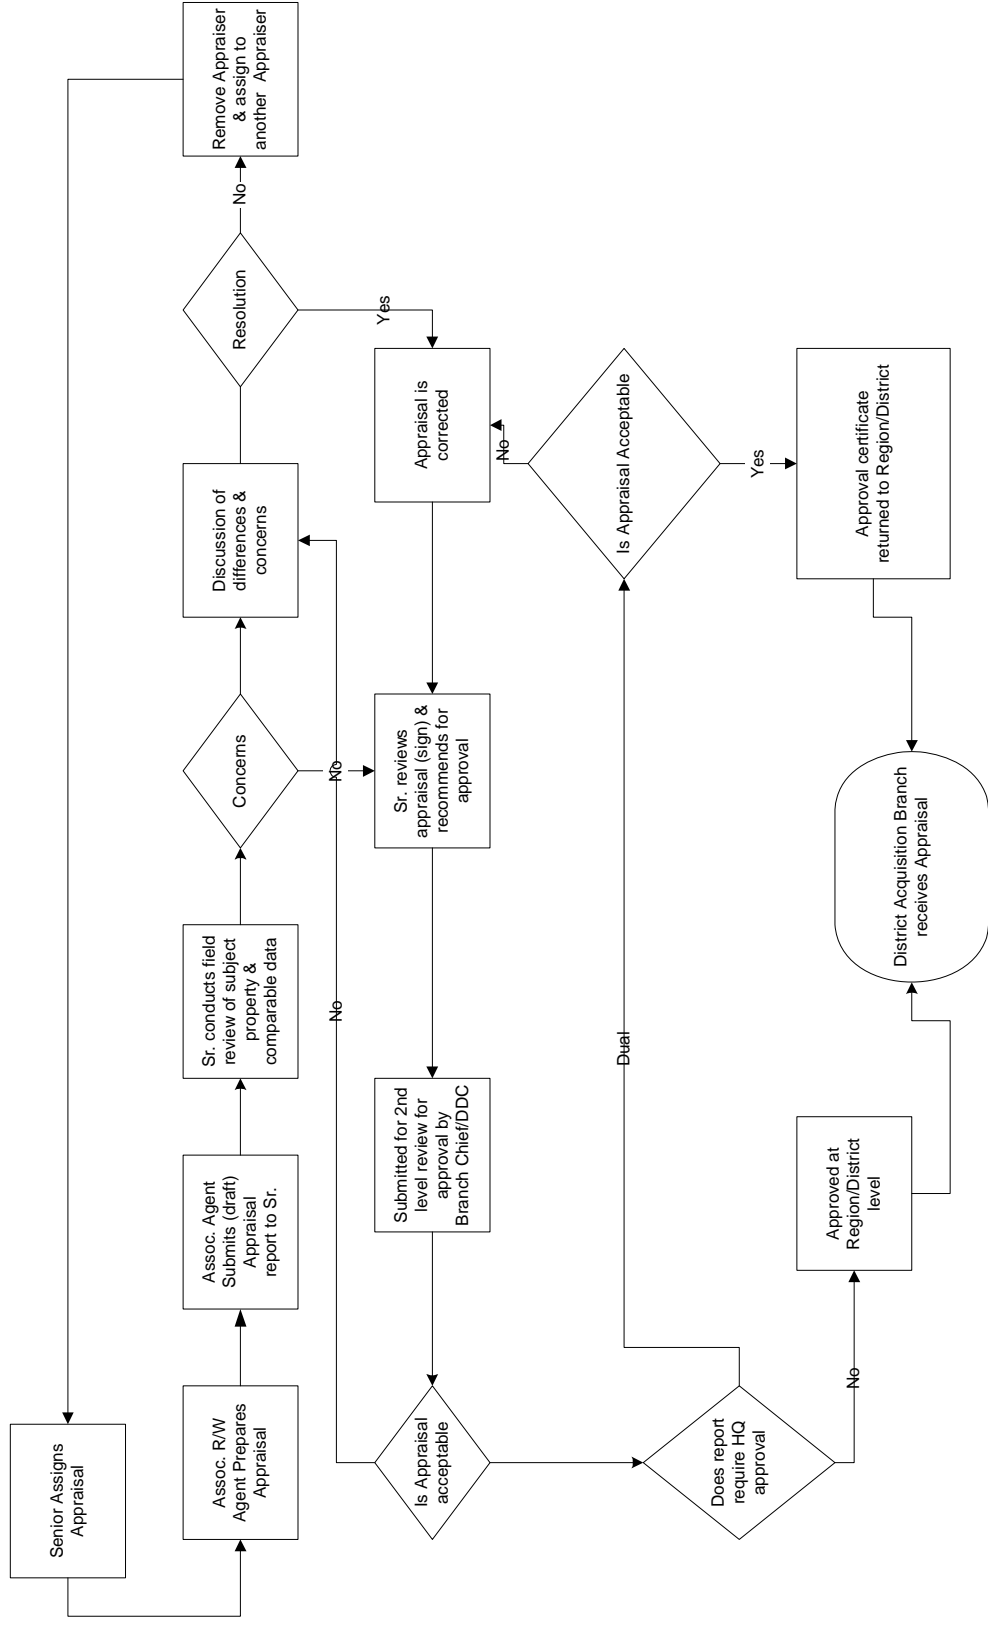 Senior Assigns
Appraisal
Assoc. R/W
Agent Prepares
Appraisal
Assoc. Agent
Submits (draft)
Appraisal
report to Sr.
Sr. conducts field
review of subject
property &
comparable data
Concerns
Discussion of
differences &
concerns
Resolution
No
Remove Appraiser
& assign to
another Appraiser
No
No
Yes
Is Appraisal
acceptable
Submitted for 2nd
level review for
approval by
Branch Chief/DDC
Sr. reviews
appraisal (sign) &
recommends for
approval
Appraisal is
corrected
No
Dual
Is Appraisal Acceptable
Does report
require HQ
approval
Yes
No
Approved at
Region/District
level
District Acquisition Branch
receives Appraisal
Approval certificate
returned to Region/District